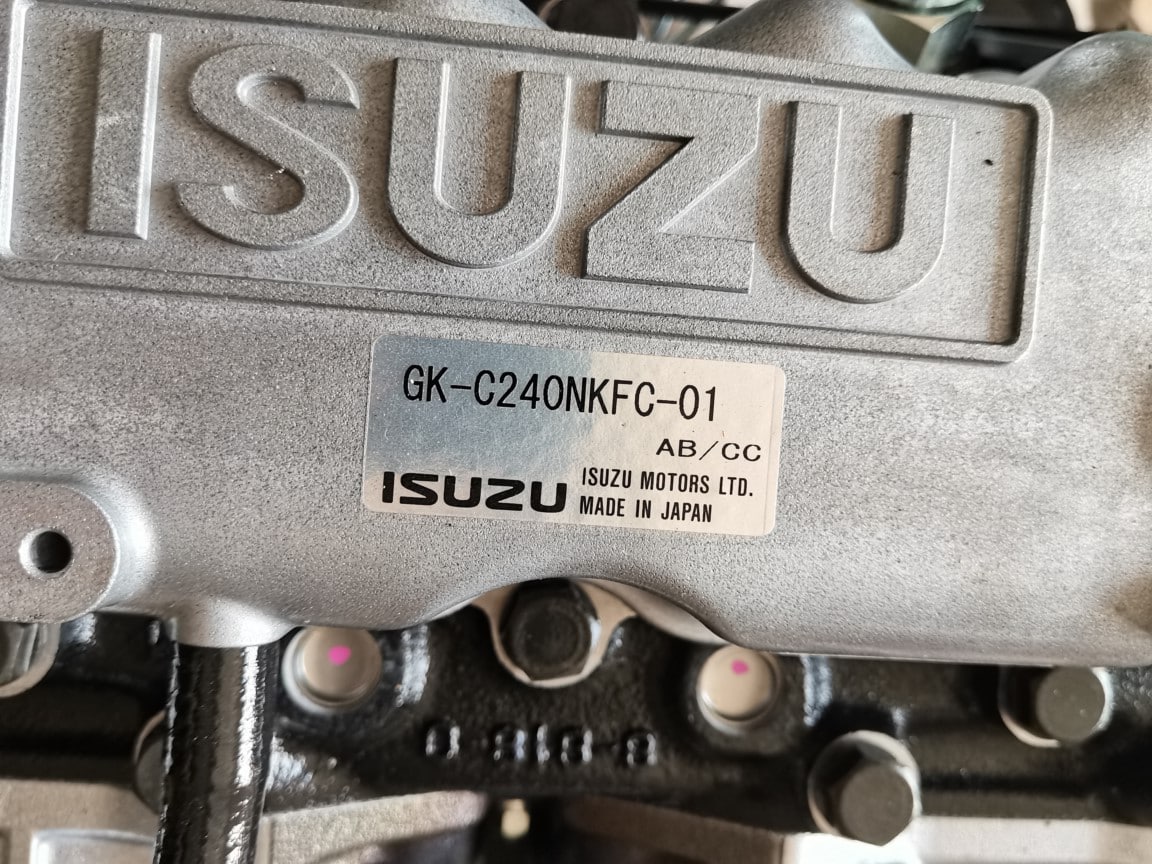 ISUZU
GK-C240NKFC-01
AB/CC
ISUZU ISUZU MOTORS LTD.
MADE IN JAPAN